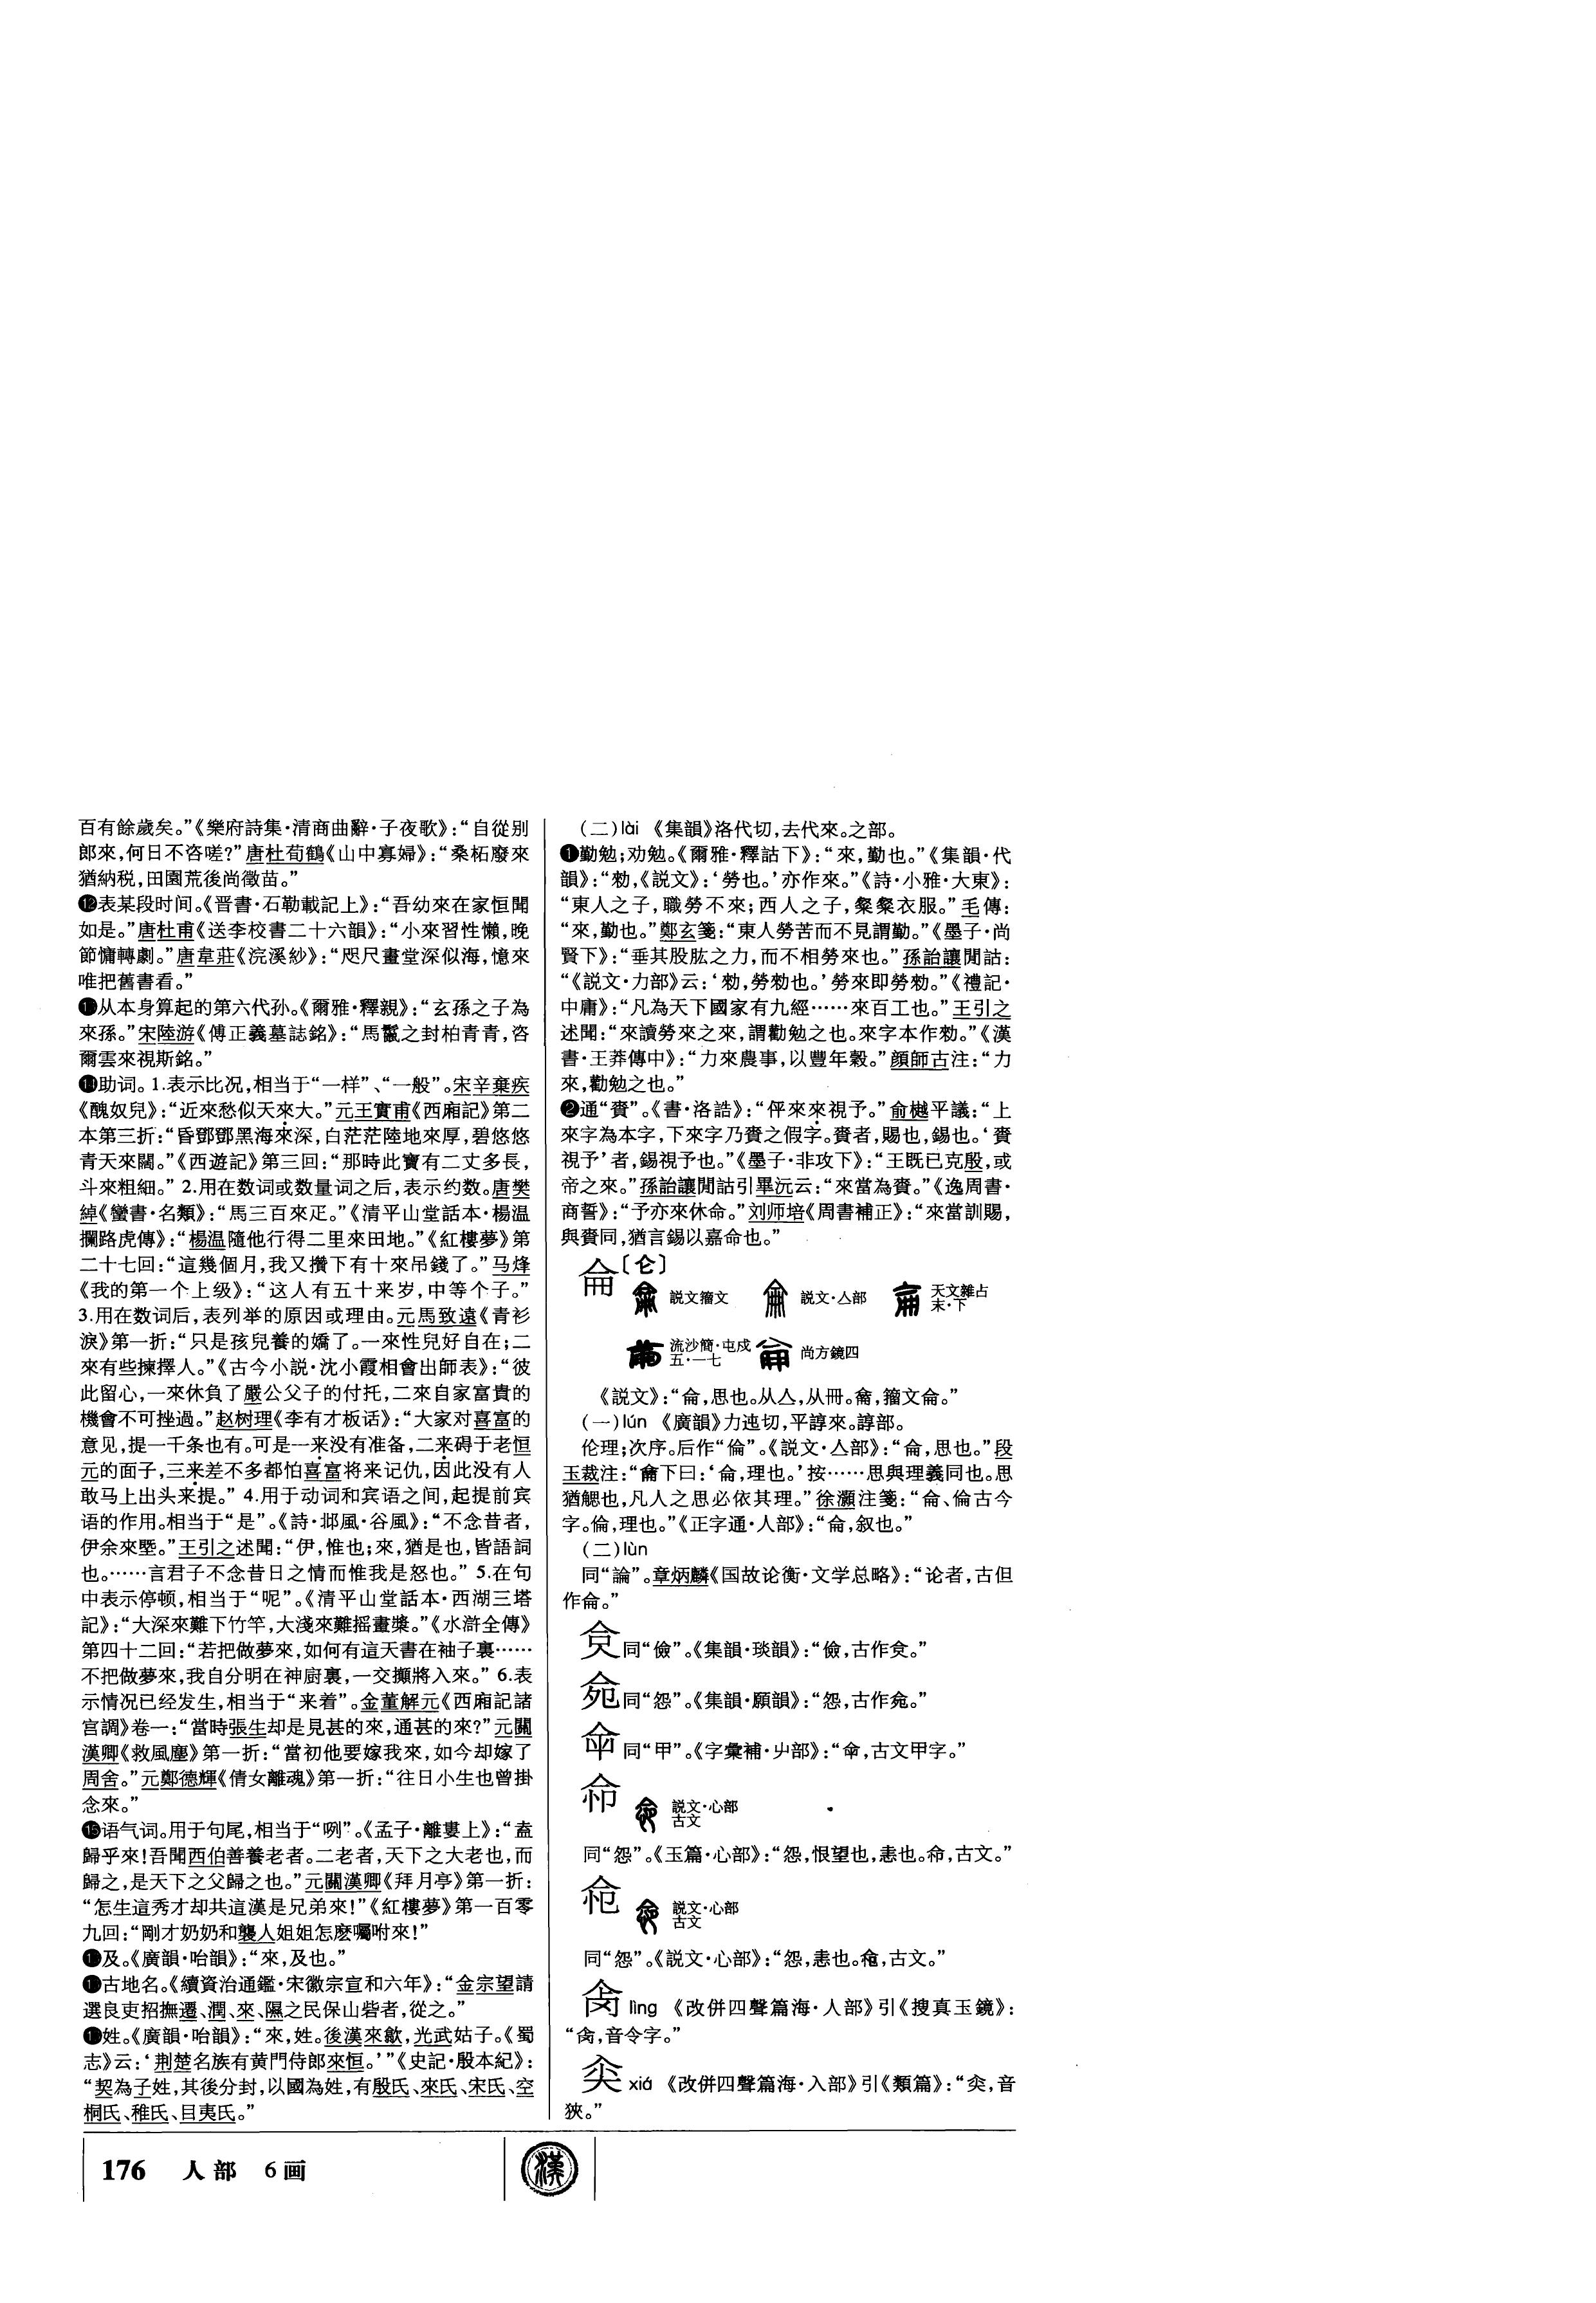 百有餘歲矣。”《樂府詩集·清商曲辭·子夜歌》：“自從别
郎來，何日不咨嗟？”唐杜荀鶴《山中寡婦》：“桑柘廢來
猶納税，田園荒後尚徵苗。”
⓬表某段时间。《晋書·石勒載記上》：“吾幼來在家恒聞
如是。”唐杜甫《送李校書二十六韻》：“小來習性懶，晚
節慵轉劇。”唐韋莊《浣溪紗》：“咫尺畫堂深似海，憶來
唯把舊書看。”
从本身算起的第六代孙。《爾雅·釋親》：“玄孫之子為
來孫。”宋陸游《傅正義墓誌銘》：“馬鬣之封柏青青，咨
爾雲來視斯銘。”
助词。1.表示比况，相当于“一样”、“一般”。宋辛棄疾
《醜奴兒》：“近來愁似天來大。”元王實甫《西廂記》第二
本第三折：“昏鄧鄧黑海來深，白茫茫陸地來厚，碧悠悠
青天來闊。”《西遊記》第三回：“那時此寶有二丈多長，
斗來粗細。” 2.用在数词或数量词之后，表示约数。唐樊
綽《蠻書·名類》：“馬三百來疋。”《清平山堂話本·楊温
攔路虎傳》：“楊温隨他行得二里來田地。”《紅樓夢》第
二十七回：“這幾個月，我又攢下有十來吊錢了。”马烽
《我的第一个上级》：“这人有五十来岁，中等个子。”
3.用在数词后，表列举的原因或理由。元馬致遠《青衫
淚》第一折：“只是孩兒養的嬌了。一來性兒好自在；二
來有些揀擇人。”《古今小説·沈小霞相會出師表》：“彼
此留心，一來休負了嚴公父子的付托，二來自家富貴的
機會不可挫過。”赵树理《李有才板话》：“大家对喜富的
意见，提一千条也有。可是一来没有准备，二来碍于老恒
元的面子，三来差不多都怕喜富将来记仇，因此没有人
敢马上出头来提。” 4.用于动词和宾语之间，起提前宾
语的作用。相当于“是”。《詩·邶風·谷風》：“不念昔者，
伊余來塈。”王引之述聞：“伊，惟也；來，猶是也，皆語詞
也。……言君子不念昔日之情而惟我是怒也。” 5.在句
中表示停顿，相当于“呢”。《清平山堂話本·西湖三塔
記》：“大深來難下竹竿，大淺來難摇畫槳。”《水滸全傳》
第四十二回：“若把做夢來，如何有這天書在袖子裏……
不把做夢來，我自分明在神厨裏，一交攧將入來。” 6.表
示情况已经发生，相当于“来着”。金董解元《西廂記諸
宫調》卷一：“當時張生却是見甚的來，通甚的來？”元關
漢卿《救風塵》第一折：“當初他要嫁我來，如今却嫁了
周舍。”元鄭德輝《倩女離魂》第一折：“往日小生也曾掛
念來。”
⓯语气词。用于句尾，相当于“咧”。《孟子·離婁上》：“盍
歸乎來！吾聞西伯善養老者。二老者，天下之大老也，而
歸之，是天下之父歸之也。”元關漢卿《拜月亭》第一折：
“怎生這秀才却共這漢是兄弟來！”《紅樓夢》第一百零
九回：“剛才奶奶和襲人姐姐怎麽囑咐來！”
及。《廣韻·咍韻》：“來，及也。”
古地名。《續資治通鑑·宋徽宗宣和六年》：“金宗望請
選良吏招撫遷、潤、來、隰之民保山砦者，從之。”
姓。《廣韻·咍韻》：“來，姓。後漢來歙，光武姑子。《蜀
志》云：‘荆楚名族有黄門侍郎來恒。’”《史記·殷本紀》：
“契為子姓，其後分封，以國為姓，有殷氏、來氏、宋氏、空
桐氏、稚氏、目夷氏。”
（二）lài 《集韻》洛代切，去代來。之部。
❶勤勉；劝勉。《爾雅·釋詁下》：“來，勤也。”《集韻·代
韻》：“勑，《説文》：‘勞也。’亦作來。”《詩·小雅·大東》：
“東人之子，職勞不來；西人之子，粲粲衣服。”毛傳：
“來，勤也。”鄭玄箋：“東人勞苦而不見謂勤。”《墨子·尚
賢下》：“垂其股肱之力，而不相勞來也。”孫詒讓閒詁：
“《説文·力部》云：‘勑，勞勑也。’勞來即勞勑。”《禮記·
中庸》：“凡為天下國家有九經……來百工也。”王引之
述聞：“來讀勞來之來，謂勸勉之也。來字本作勑。”《漢
書·王莽傳中》：“力來農事，以豐年穀。”顔師古注：“力
來，勸勉之也。”
❷通“賚”。《書·洛誥》：“伻來來視予。”俞樾平議：“上
來字為本字，下來字乃賚之假字。賚者，賜也，錫也。‘賚
視予’者，錫視予也。”《墨子·非攻下》：“王既已克殷，或
帝之來。”孫詒讓閒詁引畢沅云：“來當為賚。”《逸周書·
商誓》：“予亦來休命。”刘师培《周書補正》：“來當訓賜，
與賚同，猶言錫以嘉命也。”
侖〔仑〕
説文籀文 説文·亼部 天文雜占末·下
流沙簡·屯戍五·一七 尚方鏡四
《説文》：“侖，思也。从亼，从冊。龠，籀文侖。”
（一）lún 《廣韻》力迍切，平諄來。諄部。
伦理；次序。后作“倫”。《説文·亼部》：“侖，思也。”段
玉裁注：“龠下曰：‘侖，理也。’按……思與理義同也。思
猶䚡也，凡人之思必依其理。”徐灝注箋：“侖、倫古今
字。倫，理也。”《正字通·人部》：“侖，叙也。”
（二）lùn
同“論”。章炳麟《国故论衡·文学总略》：“论者，古但
作侖。”
同“儉”。《集韻·琰韻》：“儉，古作㑒。”
同“怨”。《集韻·願韻》：“怨，古作
同“甲”。《字彙補·屮部》：“命，古文甲字。”
説文·心部古文
同“怨”。《玉篇·心部》：“怨，恨望也，恚也。
古文。”
説文·心部古文
同“怨”。《説文·心部》：“怨，恚也。
古文。”
lìng 《改併四聲篇海·人部》引《搜真玉鏡》：
音令字。”
xiá 《改併四聲篇海·入部》引《類篇》：
音
狹。”
176 人部 6画
漢